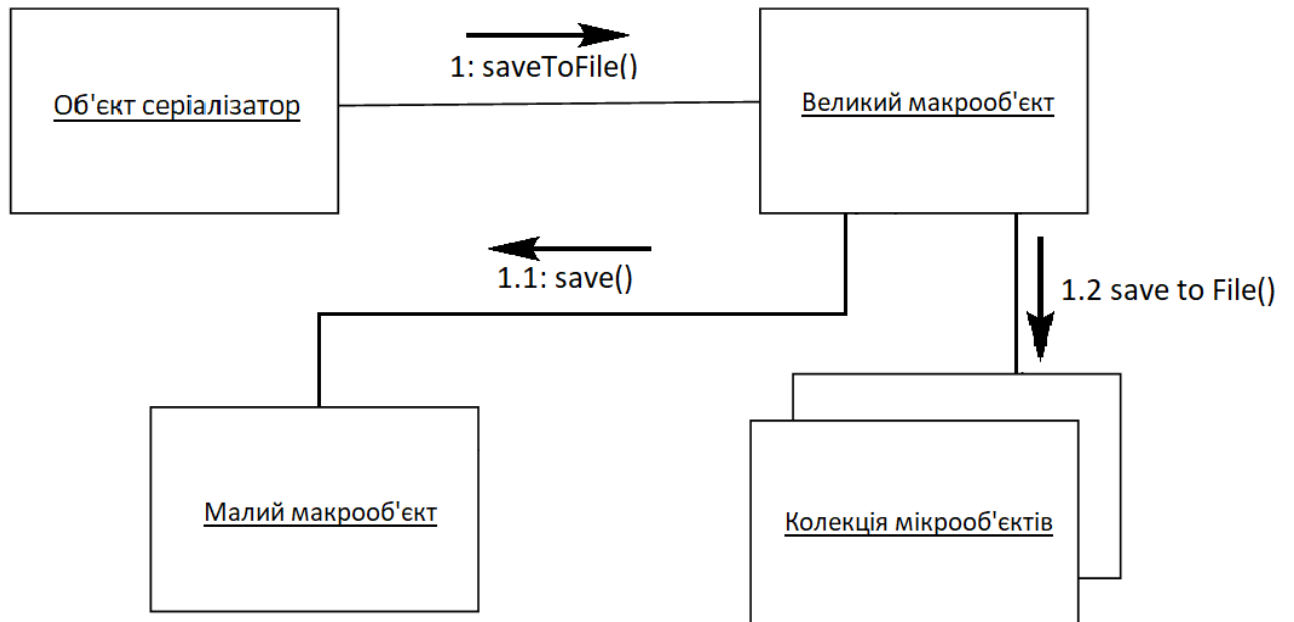 1: saveToFile()
Об'єкт серіалізатор
Великий макрооб'єкт
1.1: save()
1.2 save to File()
Малий макрооб'єкт
Колекція мікрооб'єктів